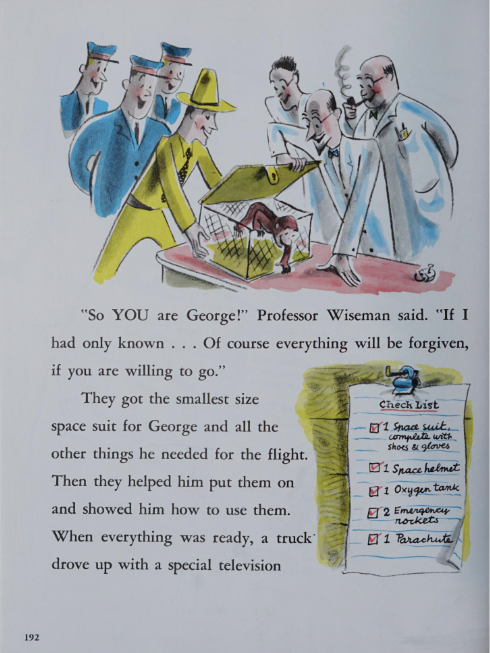 "So YOU are George!" Professor Wiseman said. "If I
had only known . . . Of course everything will be forgiven,
if you are willing to go."
They got the smallest size
space suit for George and all the
other things he needed for the flight.
Then they helped him put them on
and showed him how to use them.
When everything was ready, a truck
drove up with a special television
Check List
1 Space suit,
complete with
shoes & gloves
1 Space helmet
1 Oxygen tank
2 Emergency
rockets
1 Parachute
192